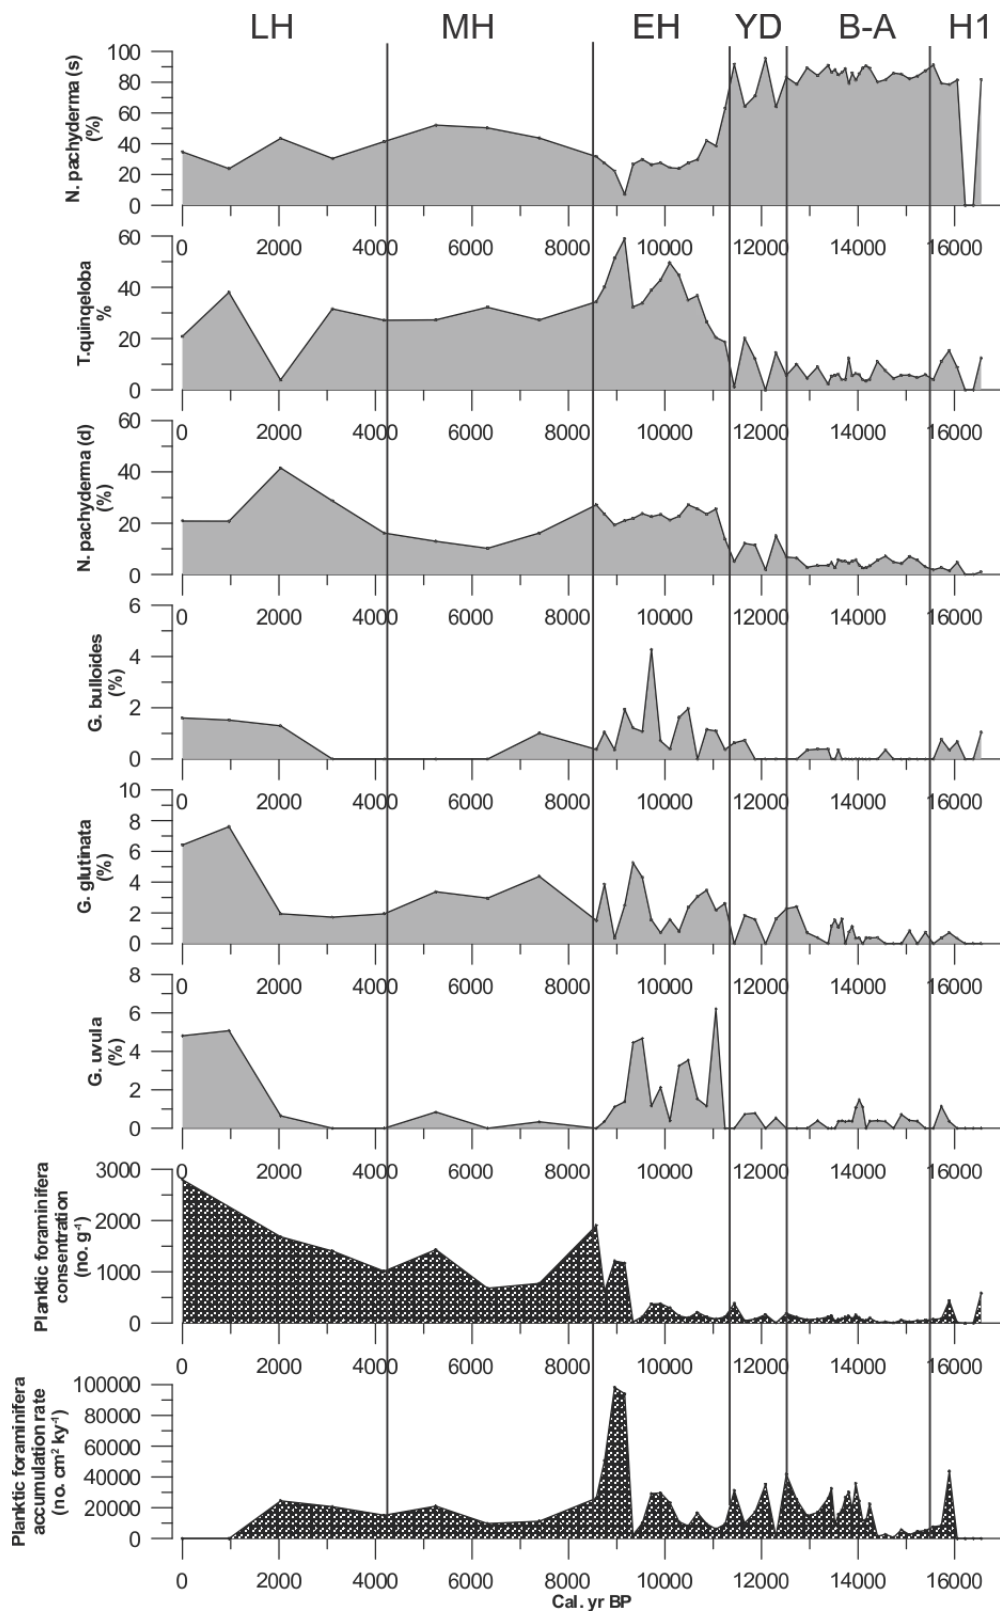 LH MH EH YD B-A H1
N. pachyderma (s)
(%)
100
80
60
40
20
0
0 2000 4000 6000 8000 10000 12000 14000 16000
T.quinqeloba
%
60
40
20
0
0 2000 4000 6000 8000 10000 12000 14000 16000
N. pachyderma (d)
(%)
60
40
20
0
0 2000 4000 6000 8000 10000 12000 14000 16000
G. bulloides
(%)
6
4
2
0
0 2000 4000 6000 8000 10000 12000 14000 16000
G. glutinata
(%)
10
8
6
4
2
0
0 2000 4000 6000 8000 10000 12000 14000 16000
G. uvula
(%)
8
6
4
2
0
0 2000 4000 6000 8000 10000 12000 14000 16000
Planktic foraminifera
consentration
(no. g⁻¹)
3000
2000
1000
0
0 2000 4000 6000 8000 10000 12000 14000 16000
Planktic foraminifera
accumulation rate
(no. cm² ky⁻¹)
100000
80000
60000
40000
20000
0
0 2000 4000 6000 8000 10000 12000 14000 16000
Cal. yr BP